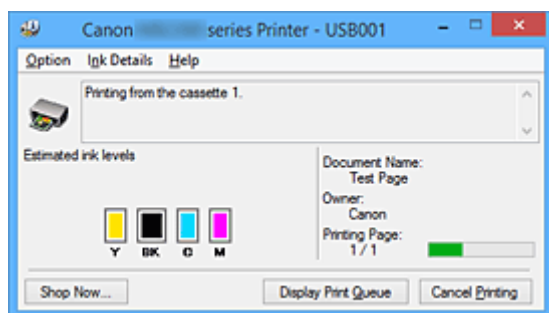 Canon series Printer - USB001
Option Ink Details Help
Printing from the cassette 1.
Estimated ink levels
Y BK C M
Document Name:
Test Page
Owner:
Canon
Printing Page:
1 / 1
Shop Now... Display Print Queue Cancel Printing